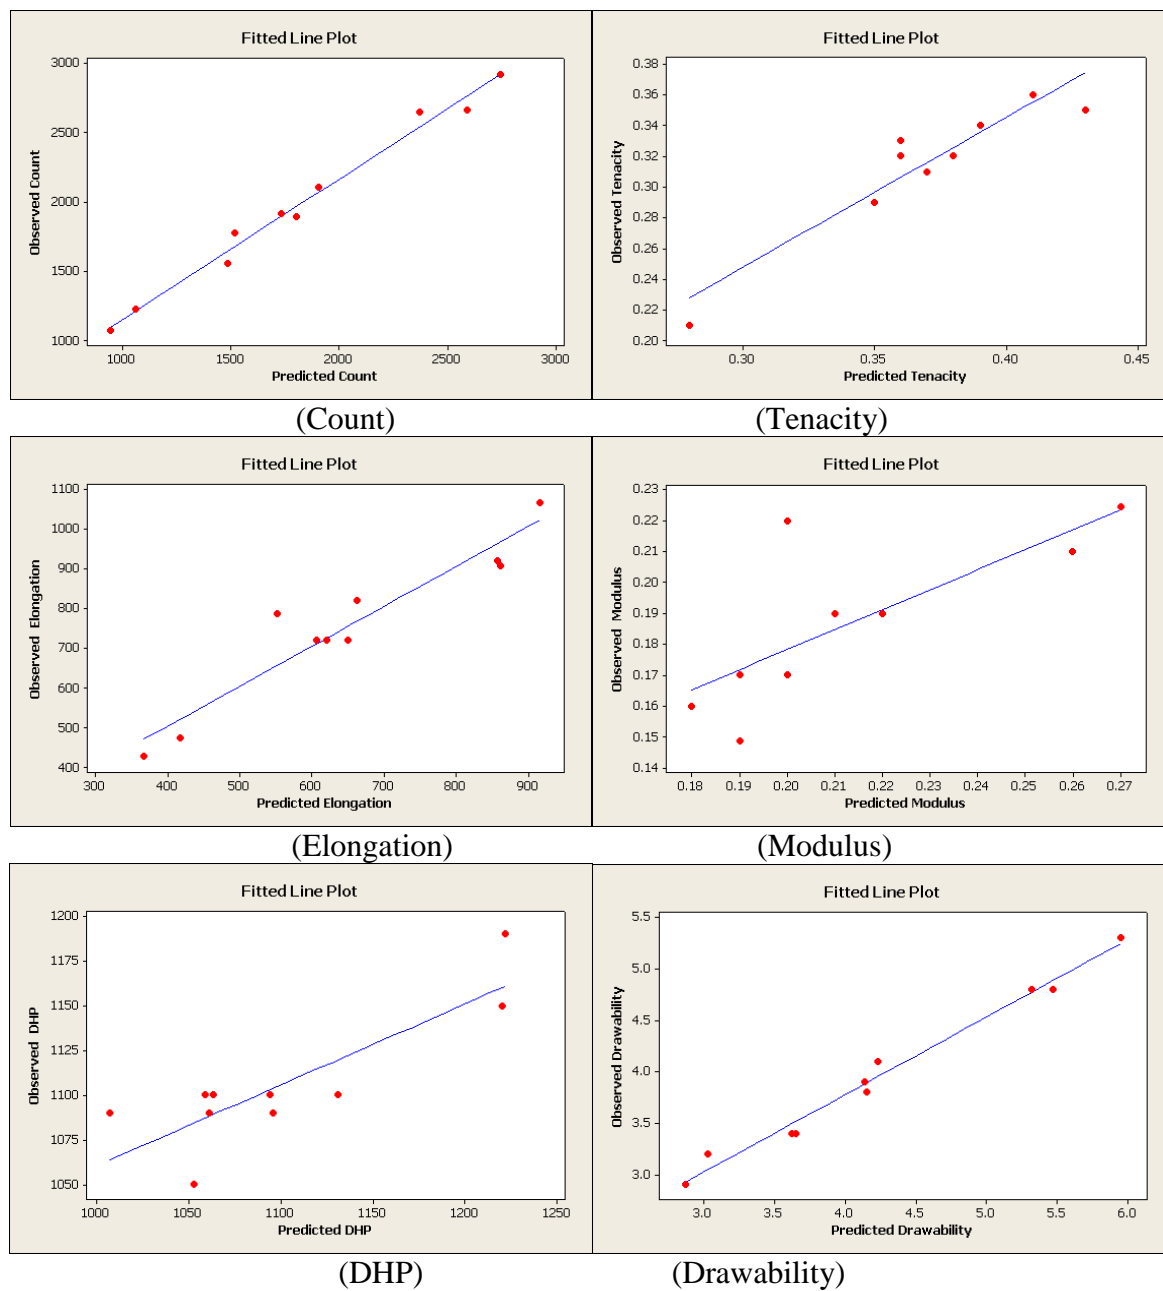 Fitted Line Plot
3000
2500
2000
1500
1000
Observed Count
1000 1500 2000 2500 3000
Predicted Count
(Count)
Fitted Line Plot
0.38
0.36
0.34
0.32
0.30
0.28
0.26
0.24
0.22
0.20
Observed Tenacity
0.30 0.35 0.40 0.45
Predicted Tenacity
(Tenacity)
Fitted Line Plot
1100
1000
900
800
700
600
500
400
Observed Elongation
300 400 500 600 700 800 900
Predicted Elongation
(Elongation)
Fitted Line Plot
0.23
0.22
0.21
0.20
0.19
0.18
0.17
0.16
0.15
0.14
Observed Modulus
0.18 0.19 0.20 0.21 0.22 0.23 0.24 0.25 0.26 0.27
Predicted Modulus
(Modulus)
Fitted Line Plot
1200
1175
1150
1125
1100
1075
1050
Observed DHP
1000 1050 1100 1150 1200 1250
Predicted DHP
(DHP)
Fitted Line Plot
5.5
5.0
4.5
4.0
3.5
3.0
Observed Drawability
3.0 3.5 4.0 4.5 5.0 5.5 6.0
Predicted Drawability
(Drawability)